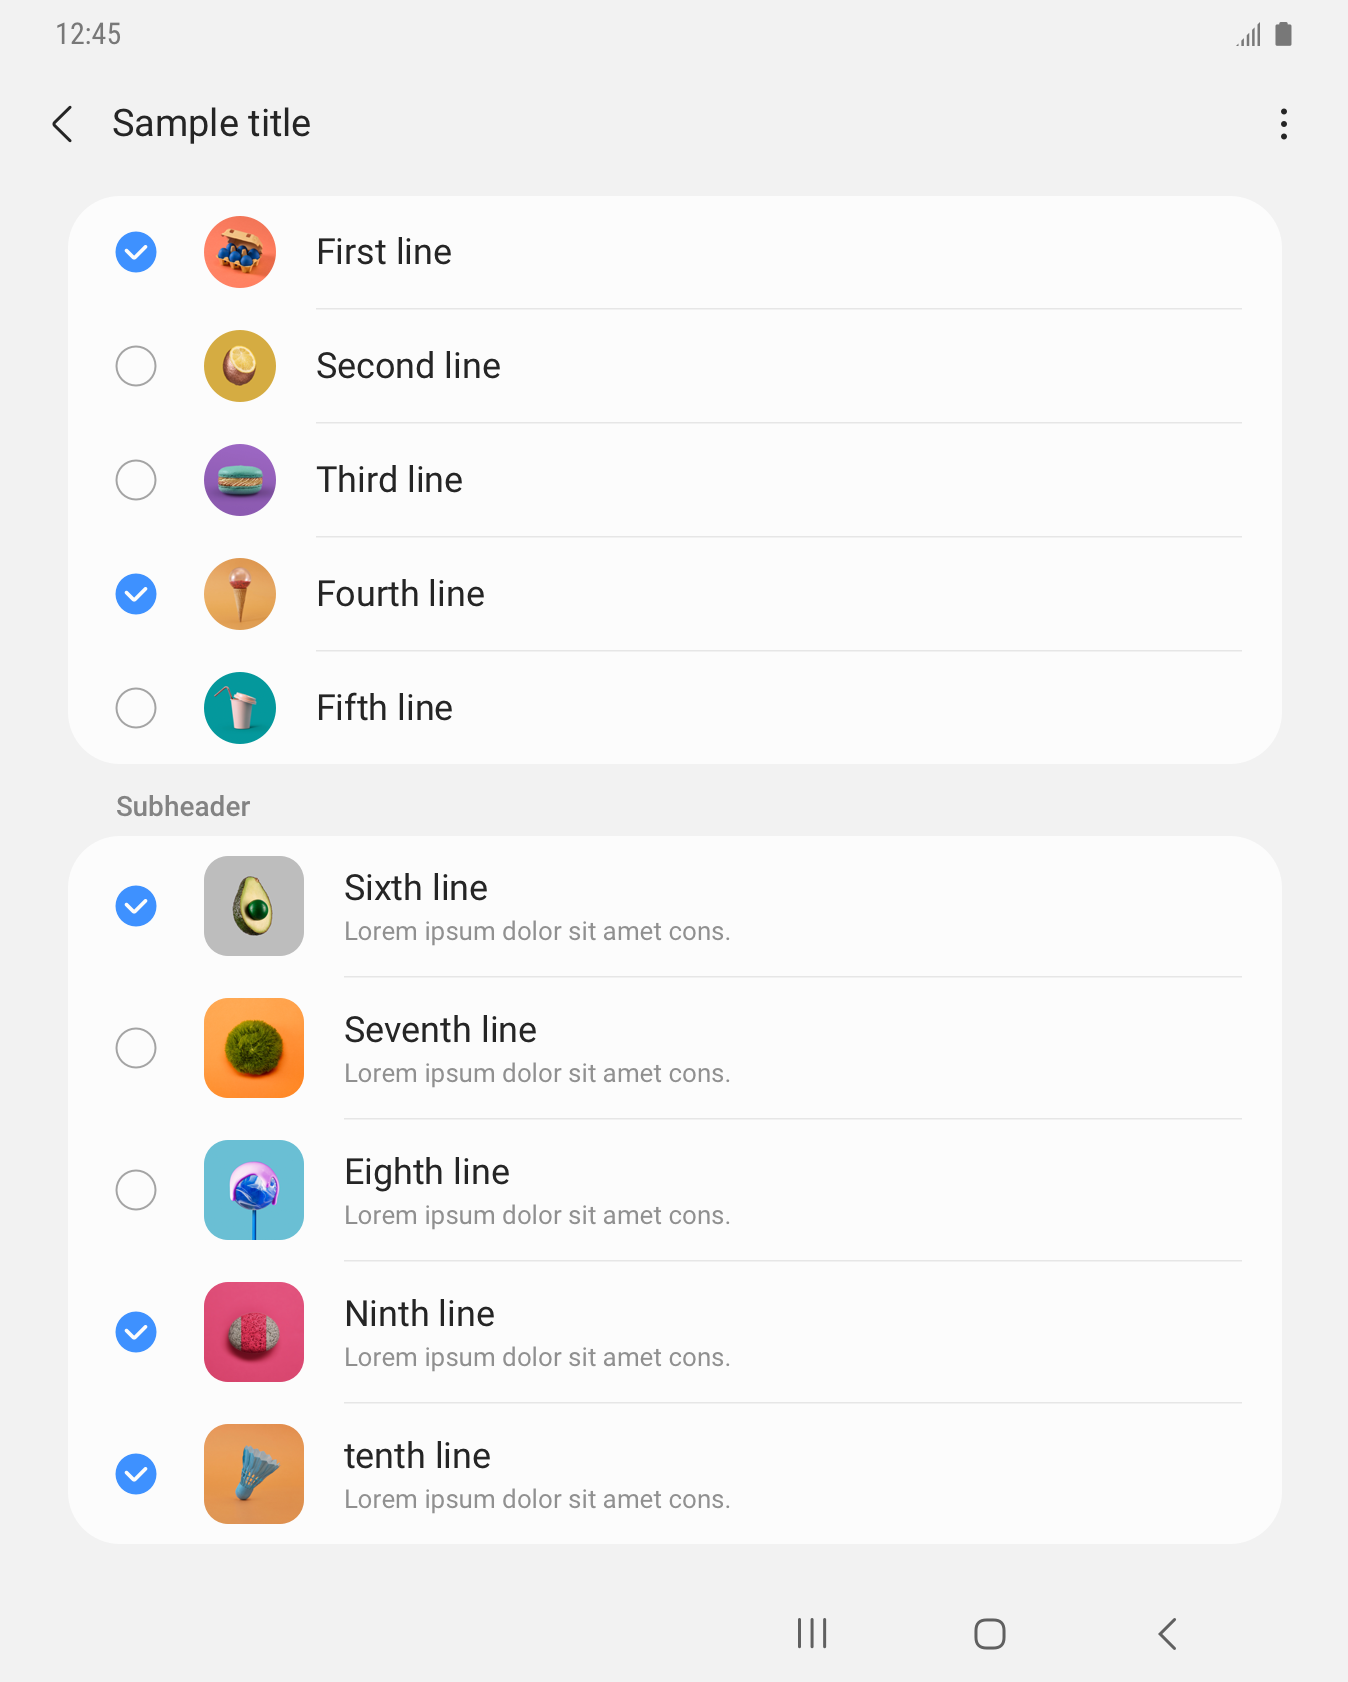 12:45
Sample title
First line
Second line
Third line
Fourth line
Fifth line
Subheader
Sixth line
Lorem ipsum dolor sit amet cons.
Seventh line
Lorem ipsum dolor sit amet cons.
Eighth line
Lorem ipsum dolor sit amet cons.
Ninth line
Lorem ipsum dolor sit amet cons.
tenth line
Lorem ipsum dolor sit amet cons.